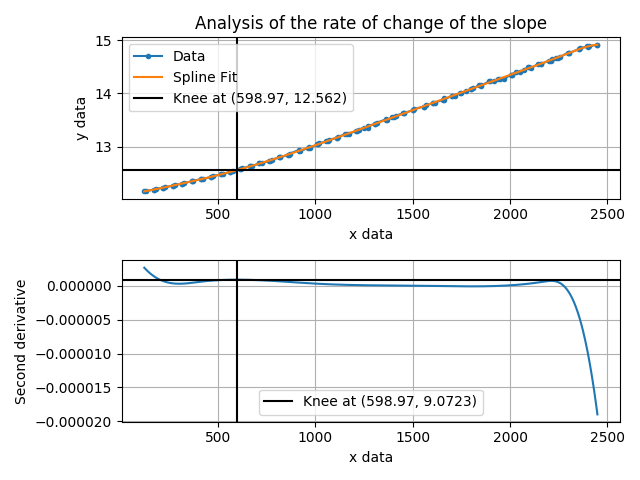 Analysis of the rate of change of the slope
15
14
13
y data
Data
Spline Fit
Knee at (598.97, 12.562)
500 1000 1500 2000 2500
x data
0.000000
−0.000005
−0.000010
−0.000015
−0.000020
Second derivative
Knee at (598.97, 9.0723)
500 1000 1500 2000 2500
x data